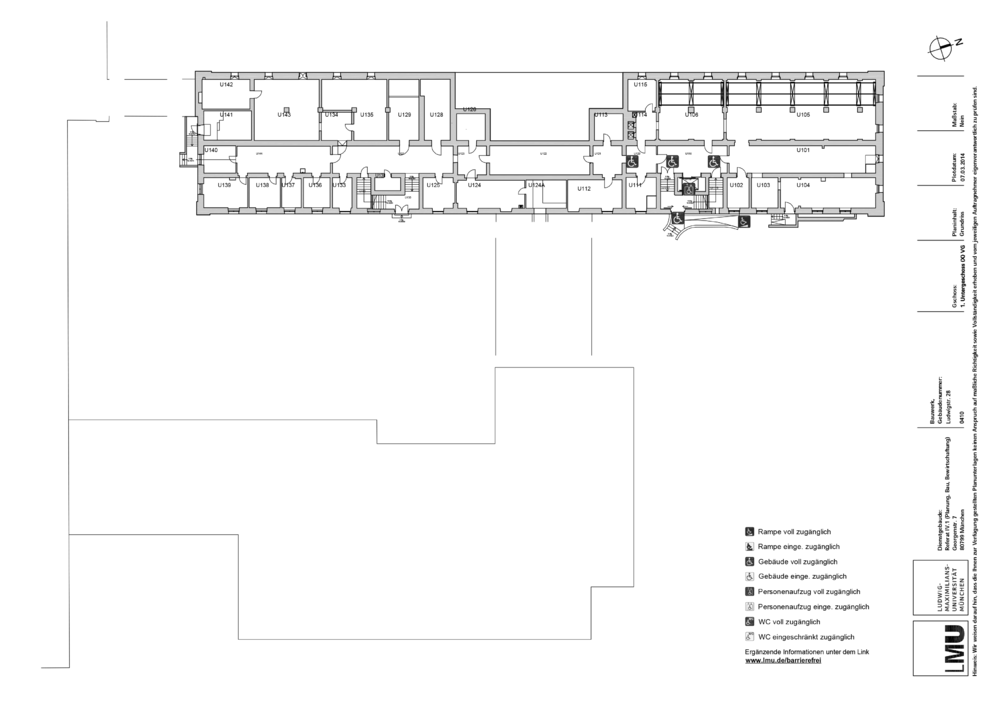 N
U142
U141
U143
U134
U135
U129
U128
U126
U113
U115
U114
U106
U105
U140
U101
U139
U138
U137
U136
U133
U125
U124
U124A
U112
U111
U102
U103
U104
Rampe voll zugänglich
Rampe einge. zugänglich
Gebäude voll zugänglich
Gebäude einge. zugänglich
Personenaufzug voll zugänglich
Personenaufzug einge. zugänglich
WC voll zugänglich
WC eingeschränkt zugänglich
Ergänzende Informationen unter dem Link
www.lmu.de/barrierefrei
Maßstab:
Nein
Plotdatum:
07.03.2014
Planinhalt:
Grundriss
Gschoss:
1. Untergeschoss DG VG
Bauwerk,
Gebäudenummer:
Ludwigstr. 28
0410
Dienstgebäude:
Referat IV.1 (Planung, Bau, Bewirtschaftung)
Georgenstr. 7
80799 München
LUDWIG-
MAXIMILIANS-
UNIVERSITÄT
MÜNCHEN
LMU
Hinweis: Wir weisen darauf hin, dass die Ihnen zur Verfügung gestellten Planunterlagen keinen Anspruch auf maßliche Richtigkeit sowie Vollständigkeit erheben und vom jeweiligen Auftragnehmer eigenverantwortlich zu prüfen sind.